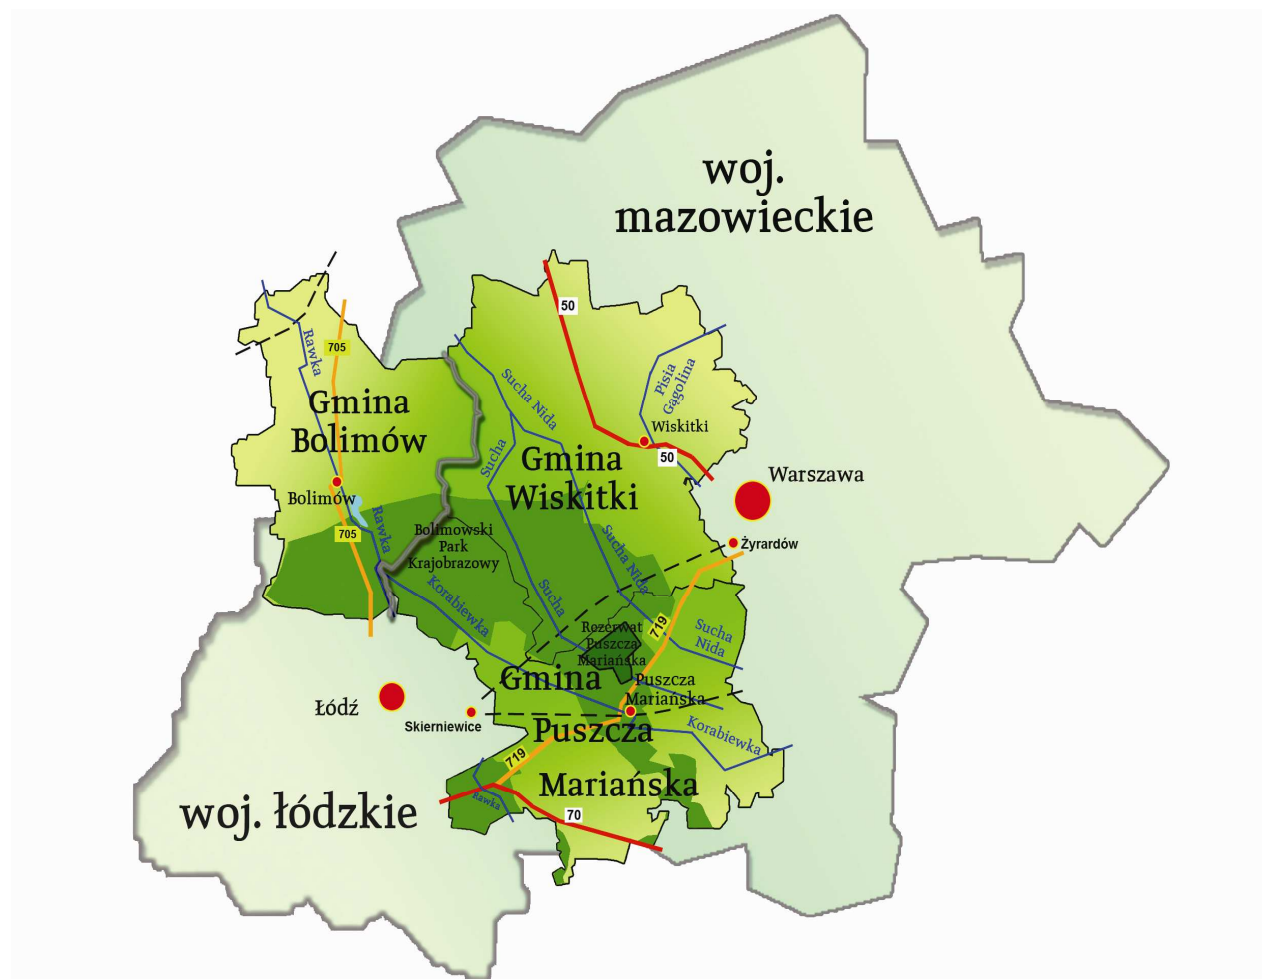 woj.
mazowieckie
50
Rawka
705
Pisia
Gągolina
Sucha Nida
Gmina
Bolimów
Wiskitki
50
Sucha
Gmina
Wiskitki
Warszawa
Bolimów
705
Rawka
Bolimowski
Park
Krajobrazowy
Sucha Nida
Żyrardów
Korabiewka
Sucha
719
Rezerwat
Puszcza
Mariańska
Sucha
Nida
Gmina
Puszcza
Mariańska
Puszcza
Mariańska
Łódź
Skierniewice
Korabiewka
719
Rawka
70
woj. łódzkie